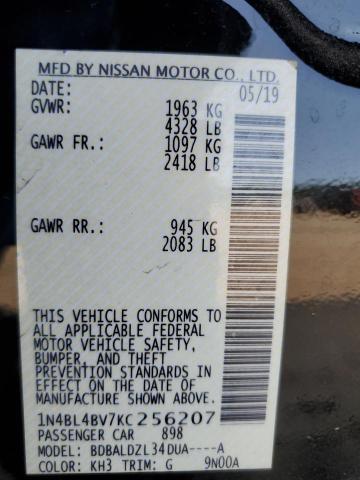 MFD BY NISSAN MOTOR CO., LTD.
DATE: 05/19
GVWR: 1963 KG
4328 LB
GAWR FR.: 1097 KG
2418 LB
GAWR RR.: 945 KG
2083 LB
THIS VEHICLE CONFORMS TO
ALL APPLICABLE FEDERAL
MOTOR VEHICLE SAFETY,
BUMPER, AND THEFT
PREVENTION STANDARDS
IN EFFECT ON THE DATE OF
MANUFACTURE SHOWN ABOVE.
1N4BL4BV7KC256207
PASSENGER CAR 898
MODEL: BDBALDZL34DUA----A
COLOR: KH3 TRIM: G 9N00A